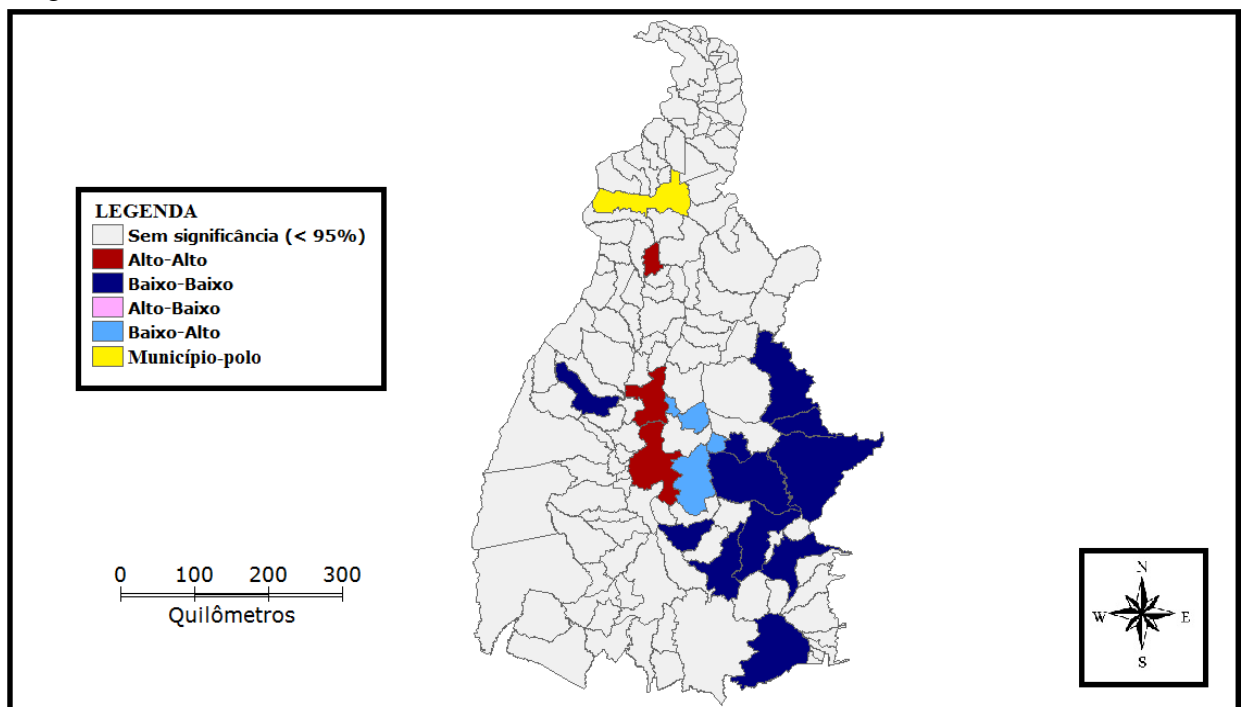 LEGENDA
Sem significância (< 95%)
Alto-Alto
Baixo-Baixo
Alto-Baixo
Baixo-Alto
Município-polo
0 100 200 300
Quilômetros
N
W E
S